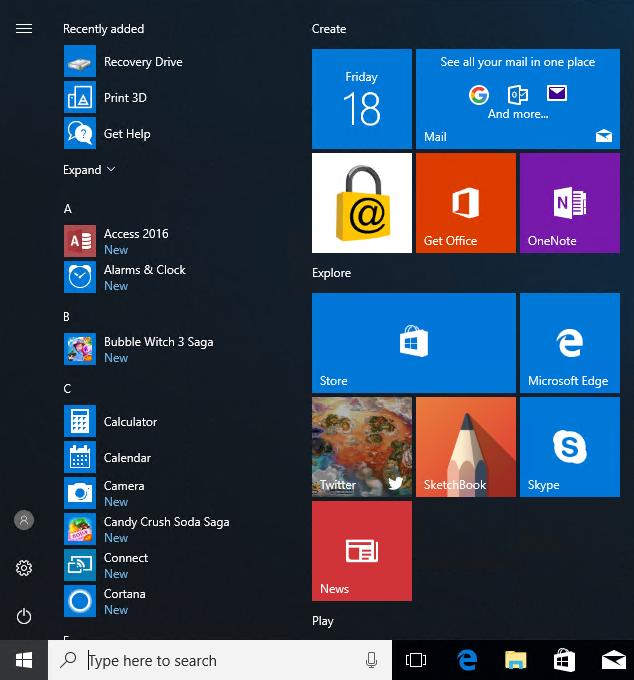 Recently added
Recovery Drive
Print 3D
Get Help
Expand
A
Access 2016
New
Alarms & Clock
New
B
Bubble Witch 3 Saga
New
C
Calculator
Calendar
Camera
New
Candy Crush Soda Saga
New
Connect
New
Cortana
New
Create
Friday
18
See all your mail in one place
And more...
Mail
@
Get Office
OneNote
Explore
Store
Microsoft Edge
Twitter
SketchBook
Skype
News
Play
Type here to search